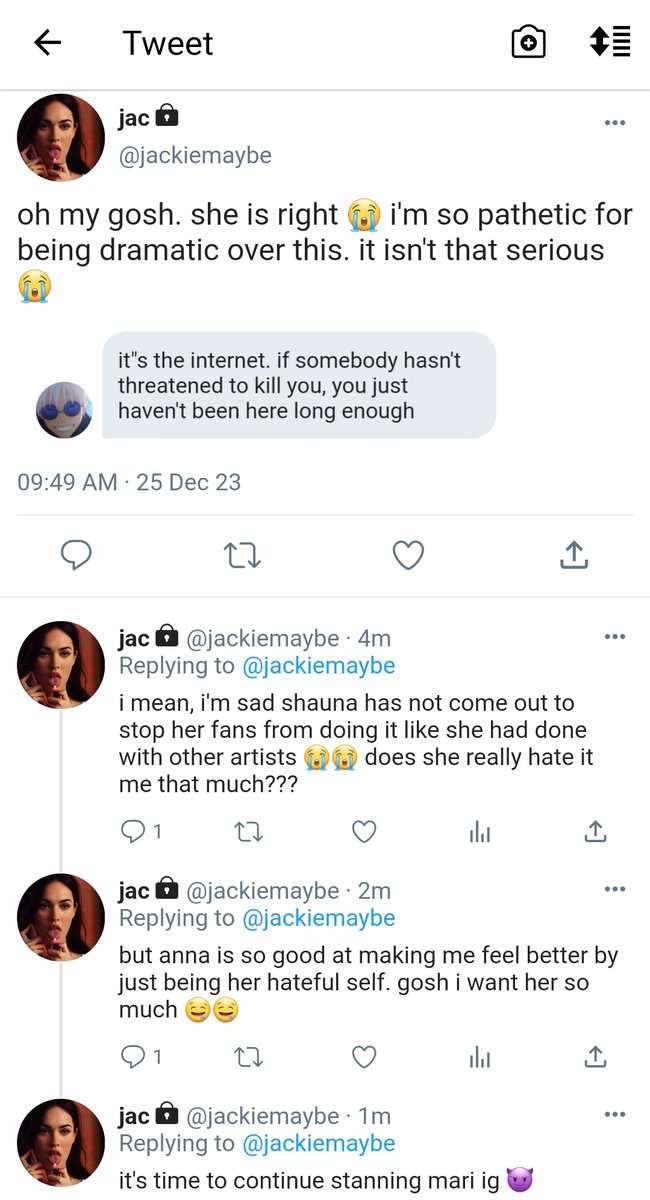 Tweet
jac
@jackiemaybe
oh my gosh. she is right 😭 i'm so pathetic for
being dramatic over this. it isn't that serious
😭
it"s the internet. if somebody hasn't
threatened to kill you, you just
haven't been here long enough
09:49 AM · 25 Dec 23
jac @jackiemaybe · 4m
Replying to @jackiemaybe
i mean, i'm sad shauna has not come out to
stop her fans from doing it like she had done
with other artists 😭😭 does she really hate it
me that much???
1
jac @jackiemaybe · 2m
Replying to @jackiemaybe
but anna is so good at making me feel better by
just being her hateful self. gosh i want her so
much 🤤🤤
1
jac @jackiemaybe · 1m
Replying to @jackiemaybe
it's time to continue stanning mari ig 😈